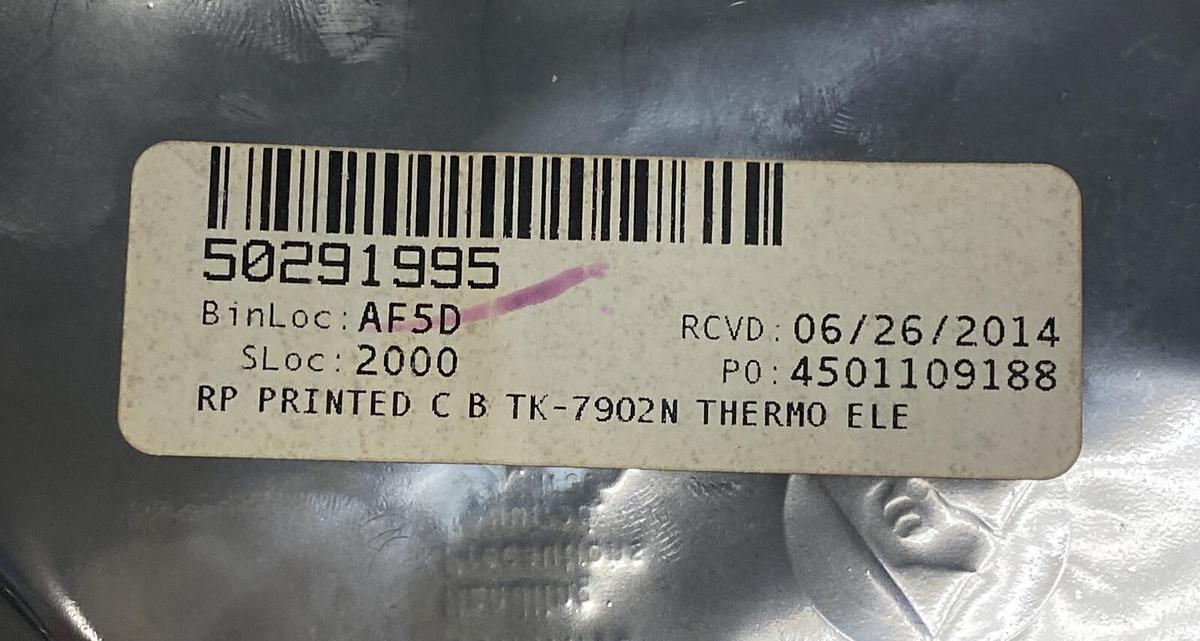 50291995
BinLoc: AF5D
SLoc: 2000
RCVD: 06/26/2014
PO: 4501109188
RP PRINTED C B TK-7902N THERMO ELE